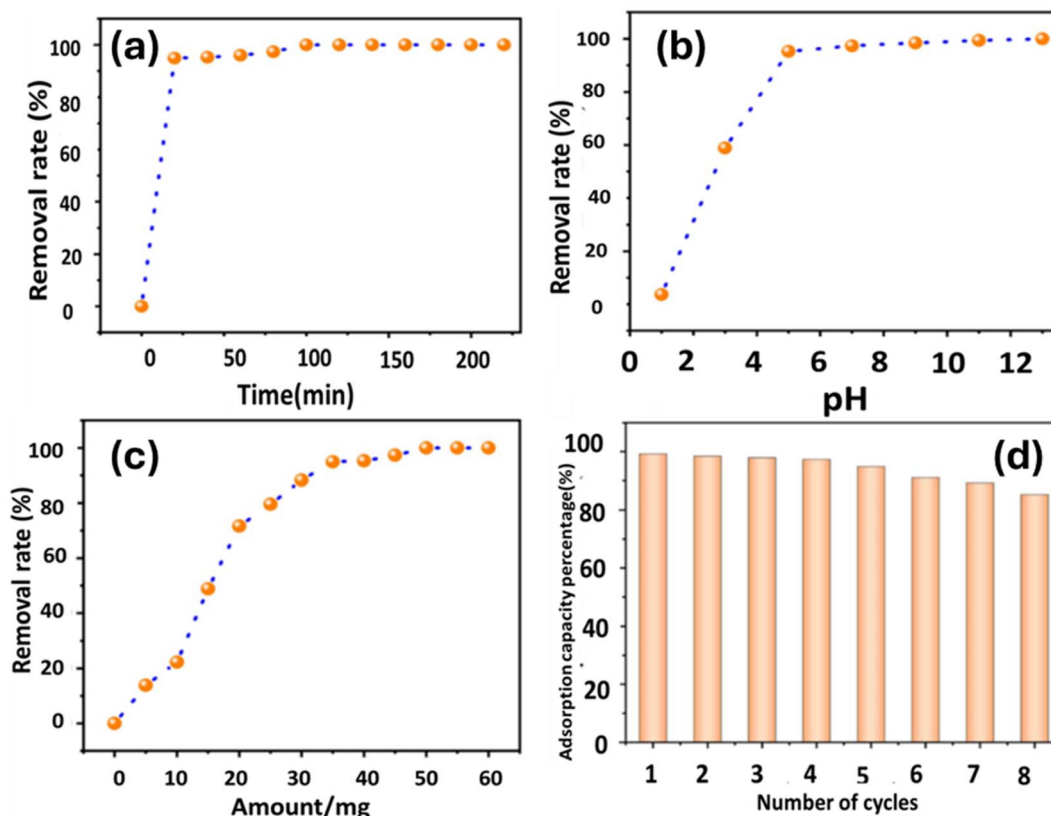 (a)
Removal rate (%)
100
80
60
40
20
0
0 50 100 150 200
Time(min)
(b)
Removal rate (%)
100
80
60
40
20
0
0 2 4 6 8 10 12
pH
(c)
Removal rate (%)
100
80
60
40
20
0
0 10 20 30 40 50 60
Amount/mg
(d)
Adsorption capacity percentage(%)
100
80
60
40
20
0
1 2 3 4 5 6 7 8
Number of cycles